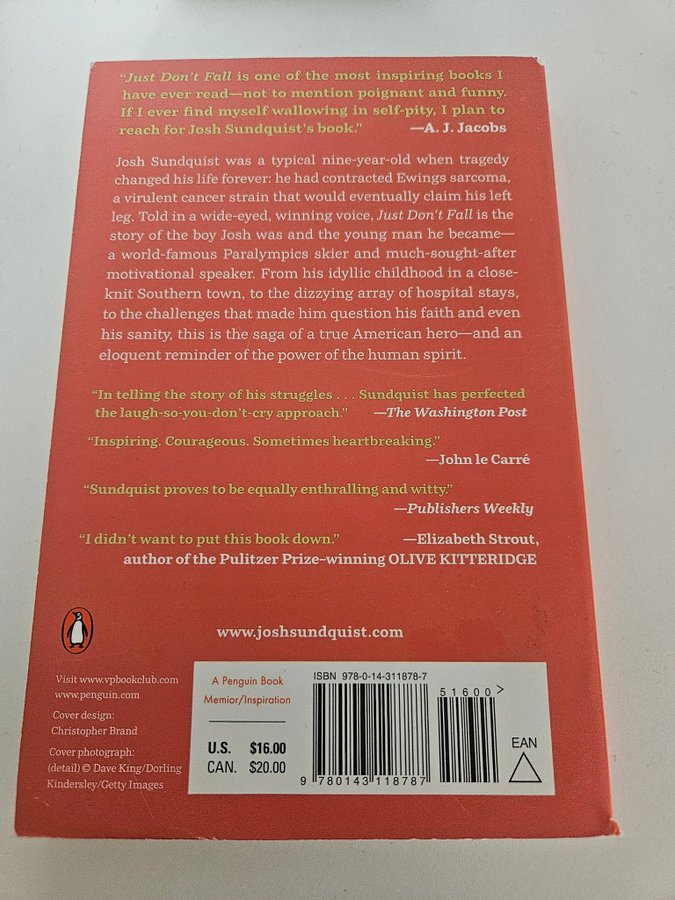 “Just Don’t Fall is one of the most inspiring books I
have ever read—not to mention poignant and funny.
If I ever find myself wallowing in self-pity, I plan to
reach for Josh Sundquist’s book.” —A. J. Jacobs
Josh Sundquist was a typical nine-year-old when tragedy
changed his life forever: he had contracted Ewings sarcoma,
a virulent cancer strain that would eventually claim his left
leg. Told in a wide-eyed, winning voice, Just Don’t Fall is the
story of the boy Josh was and the young man he became—
a world-famous Paralympics skier and much-sought-after
motivational speaker. From his idyllic childhood in a close-
knit Southern town, to the dizzying array of hospital stays,
to the challenges that made him question his faith and even
his sanity, this is the saga of a true American hero—and an
eloquent reminder of the power of the human spirit.
“In telling the story of his struggles . . . Sundquist has perfected
the laugh-so-you-don’t-cry approach.” —The Washington Post
“Inspiring. Courageous. Sometimes heartbreaking.”
—John le Carré
“Sundquist proves to be equally enthralling and witty.”
—Publishers Weekly
“I didn’t want to put this book down.” —Elizabeth Strout,
author of the Pulitzer Prize–winning OLIVE KITTERIDGE
www.joshsundquist.com
Visit www.vpbookclub.com
www.penguin.com
Cover design:
Christopher Brand
Cover photograph:
(detail) © Dave King/Dorling
Kindersley/Getty Images
A Penguin Book
Memior/Inspiration
U.S. $16.00
CAN. $20.00
ISBN 978-0-14-311878-7
51600>
9 780143 118787
EAN